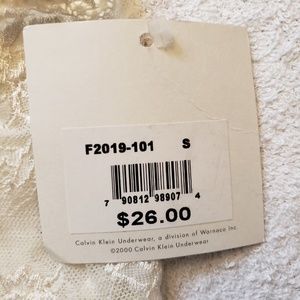 F2019-101 S
7 90812 98907 4
$26.00
Calvin Klein Underwear, a division of Warnaco Inc.
©2000 Calvin Klein Underwear